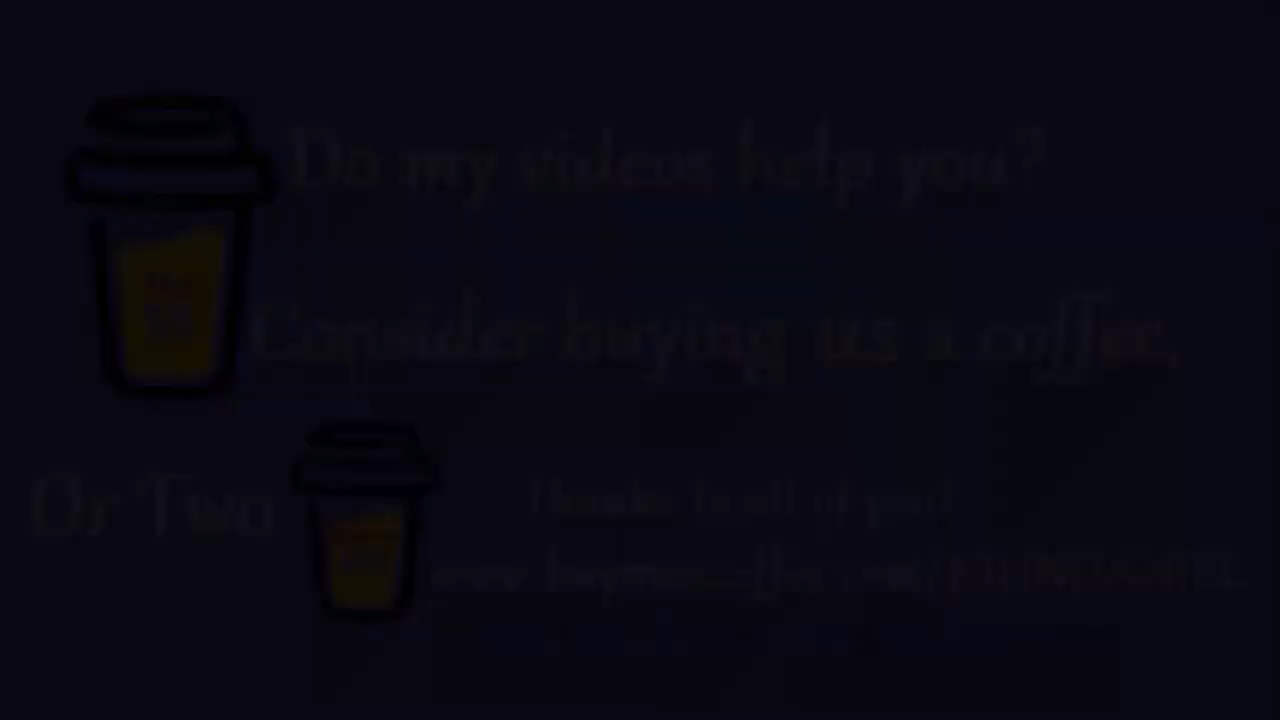 Do my videos help you?
Consider buying us a coffee,
Or Two
Thanks to all of you!